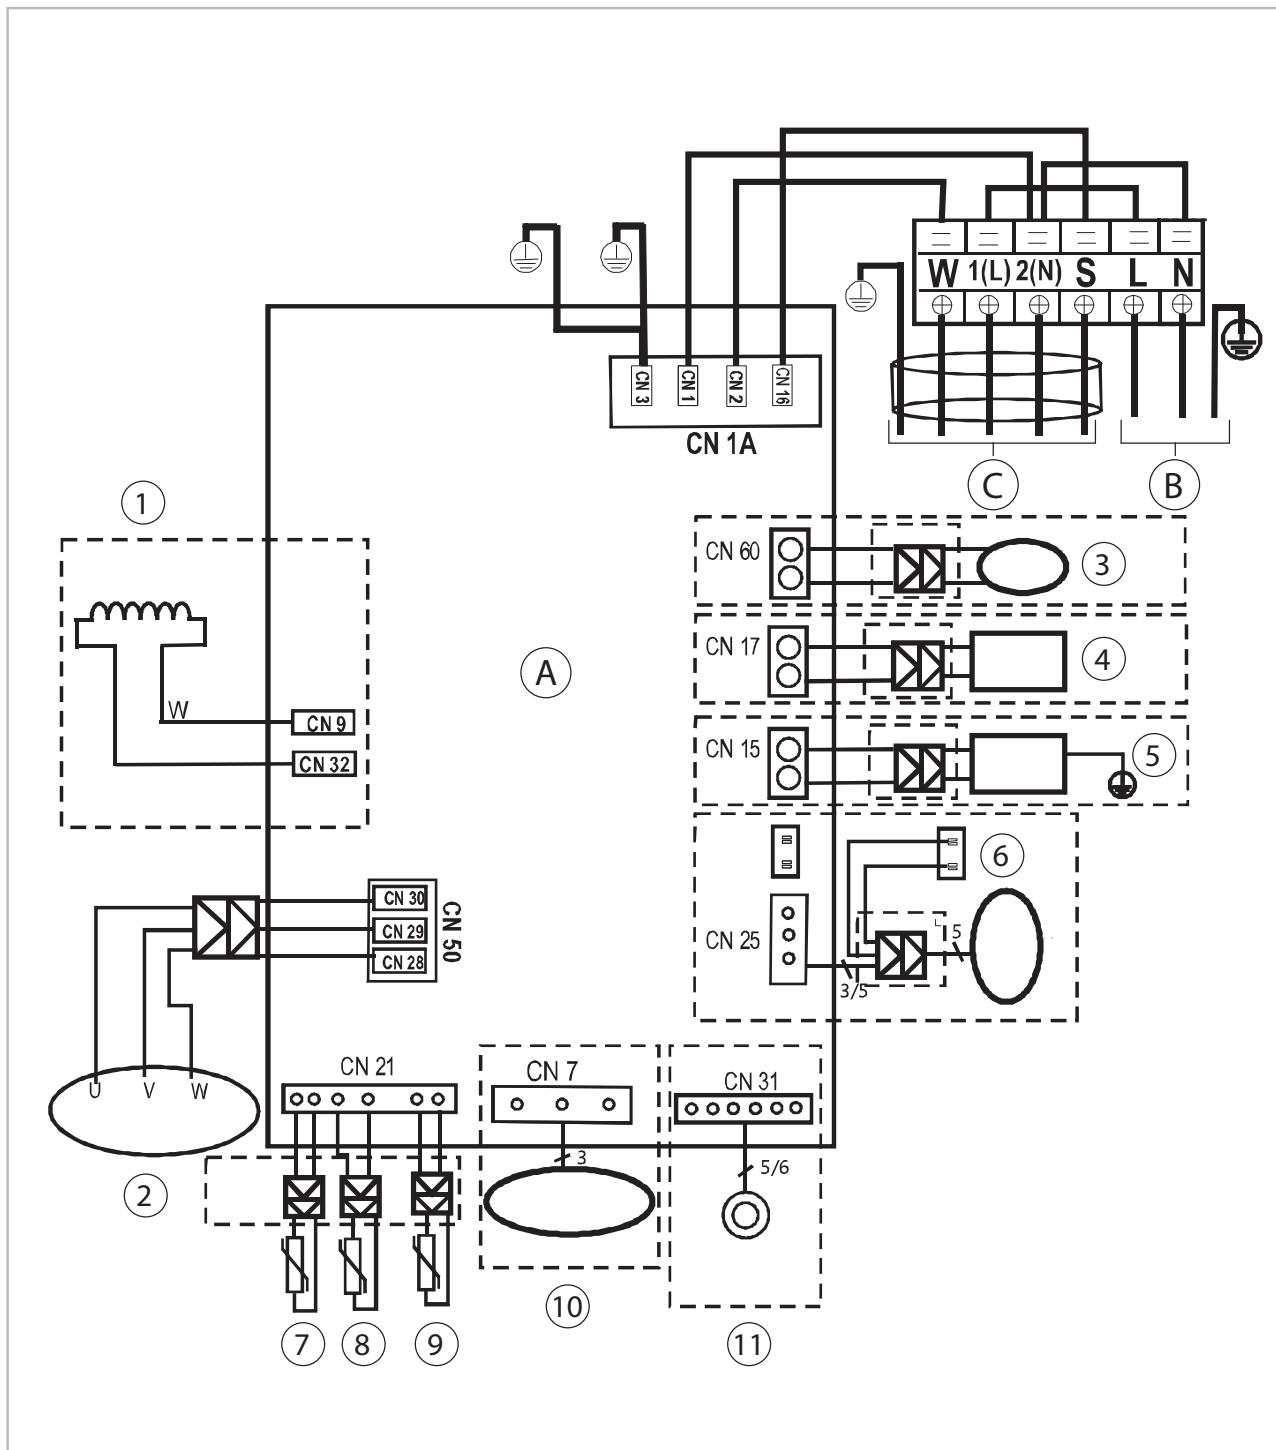 W 1(L) 2(N) S L N
CN 3 CN 1 CN 2 CN 16
CN 1A
C B
1
CN 60
3
A
CN 17
4
W
CN 9
CN 32
CN 15
5
6
CN 30
CN 29
CN 28
CN 50
CN 25
5
3/5
U V W
2
CN 21
CN 7
3
CN 31
5/6
7 8 9
10
11